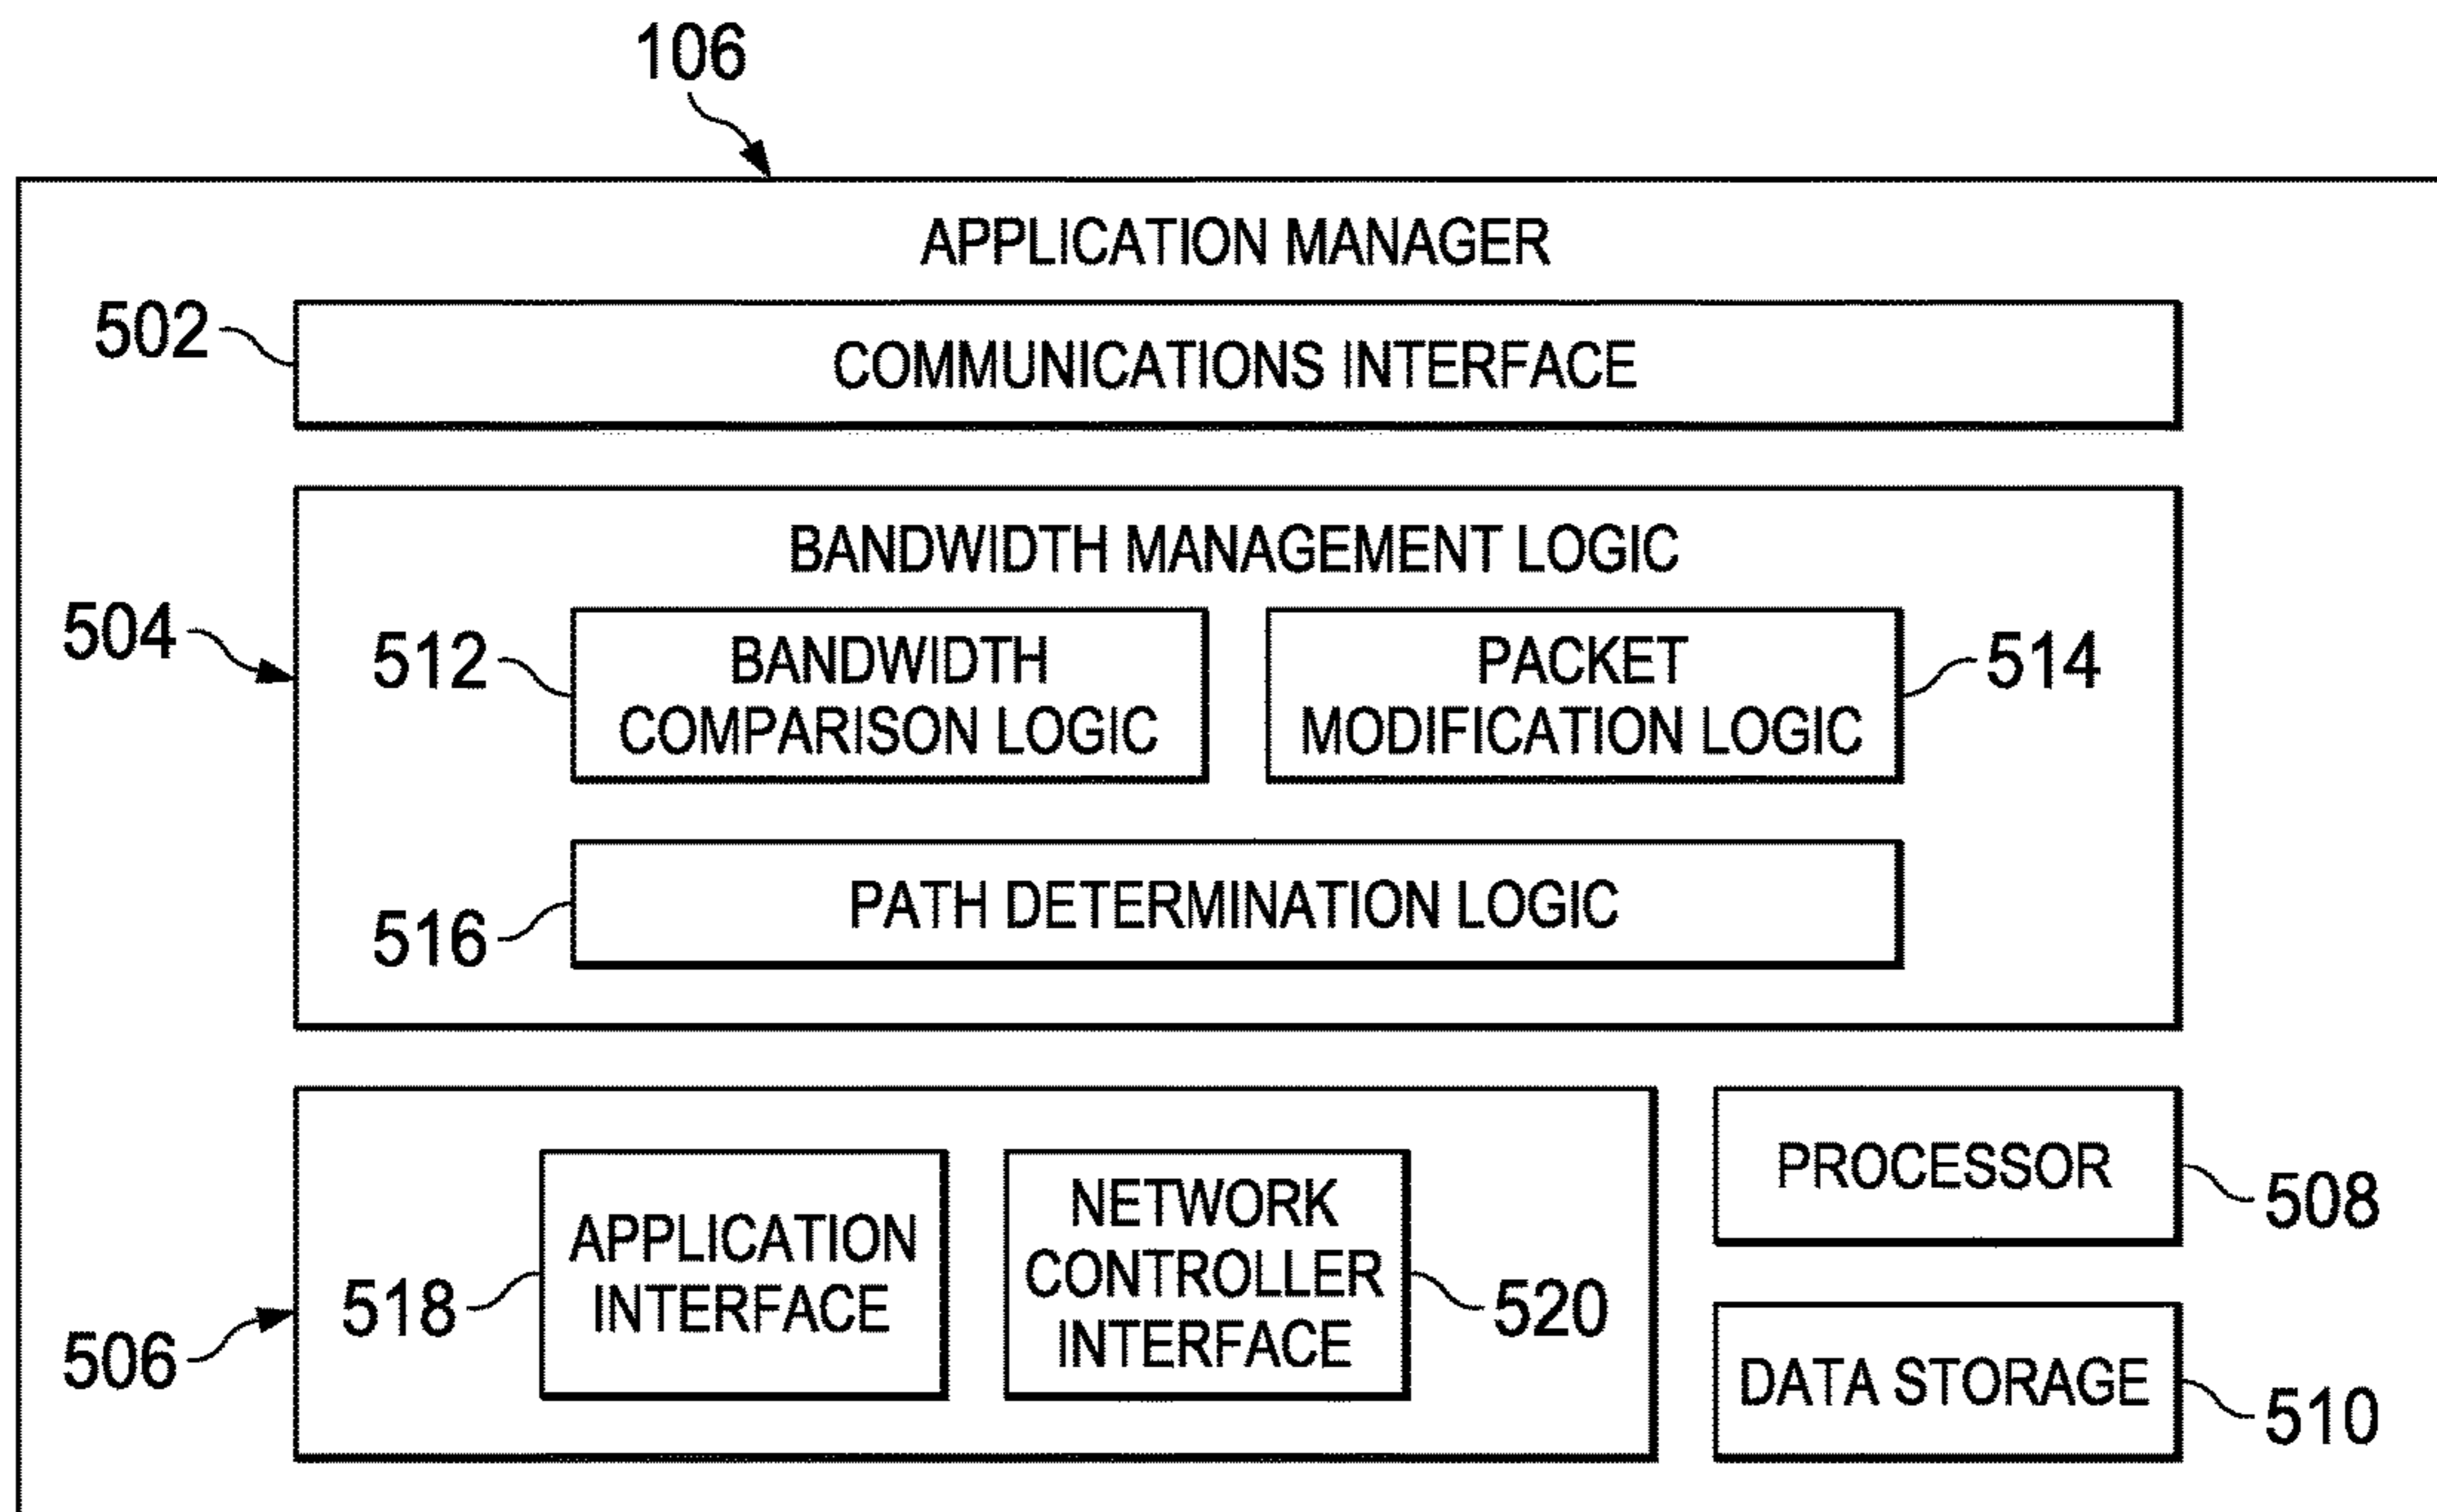 106
APPLICATION MANAGER
502
COMMUNICATIONS INTERFACE
BANDWIDTH MANAGEMENT LOGIC
504
512
BANDWIDTH
COMPARISON LOGIC
PACKET
MODIFICATION LOGIC
514
516
PATH DETERMINATION LOGIC
506
518
APPLICATION
INTERFACE
NETWORK
CONTROLLER
INTERFACE
520
PROCESSOR
508
DATA STORAGE
510